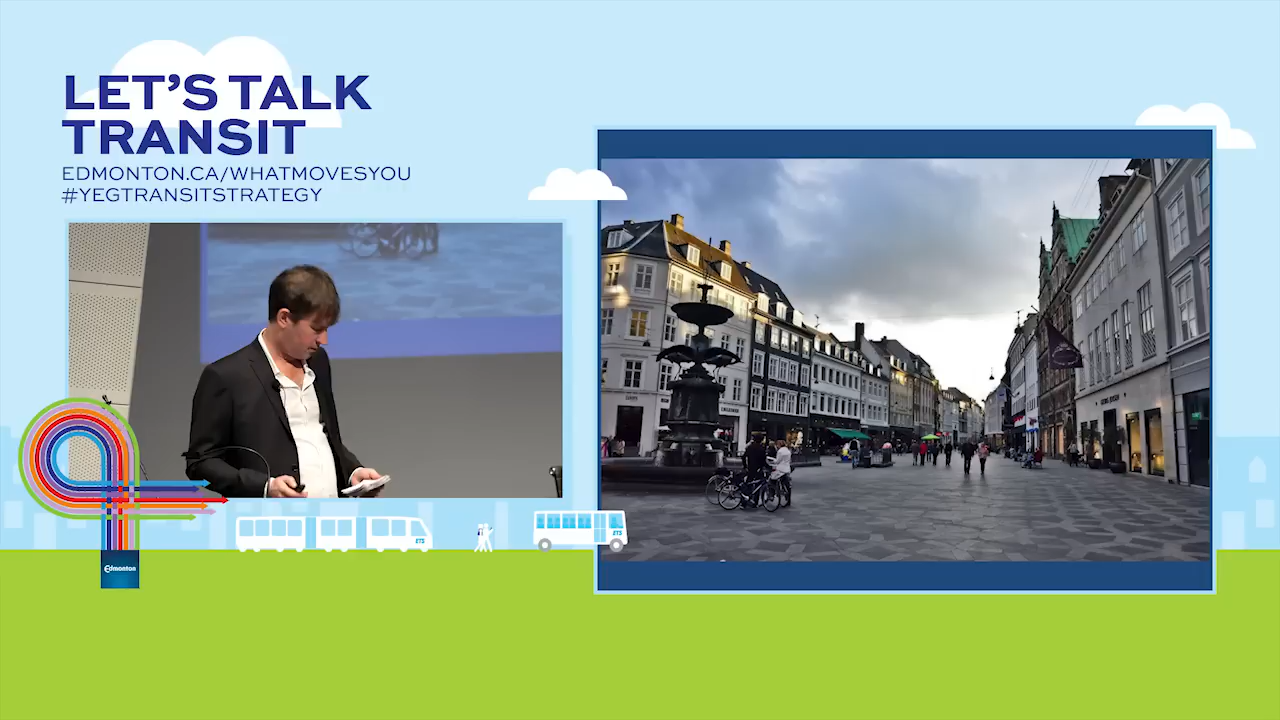 LET'S TALK
TRANSIT
EDMONTON.CA/WHATMOVESYOU
#YEGTRANSITSTRATEGY
ETS
ETS
Edmonton